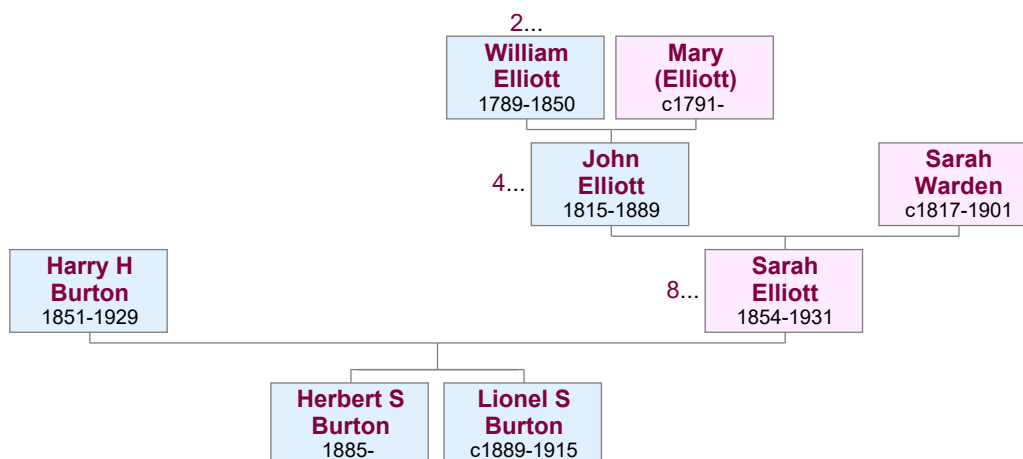 2...
William
Elliott
1789-1850
Mary
(Elliott)
c1791-
4...
John
Elliott
1815-1889
Sarah
Warden
c1817-1901
Harry H
Burton
1851-1929
8...
Sarah
Elliott
1854-1931
Herbert S
Burton
1885-
Lionel S
Burton
c1889-1915